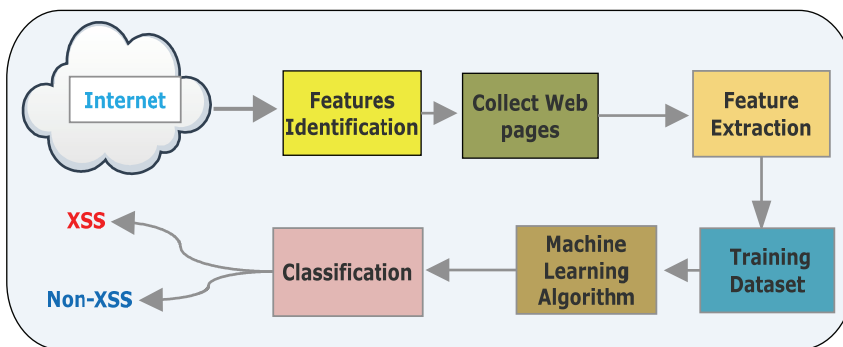 Internet
Features
Identification
Collect Web
pages
Feature
Extraction
Training
Dataset
Machine
Learning
Algorithm
Classification
XSS
Non-XSS